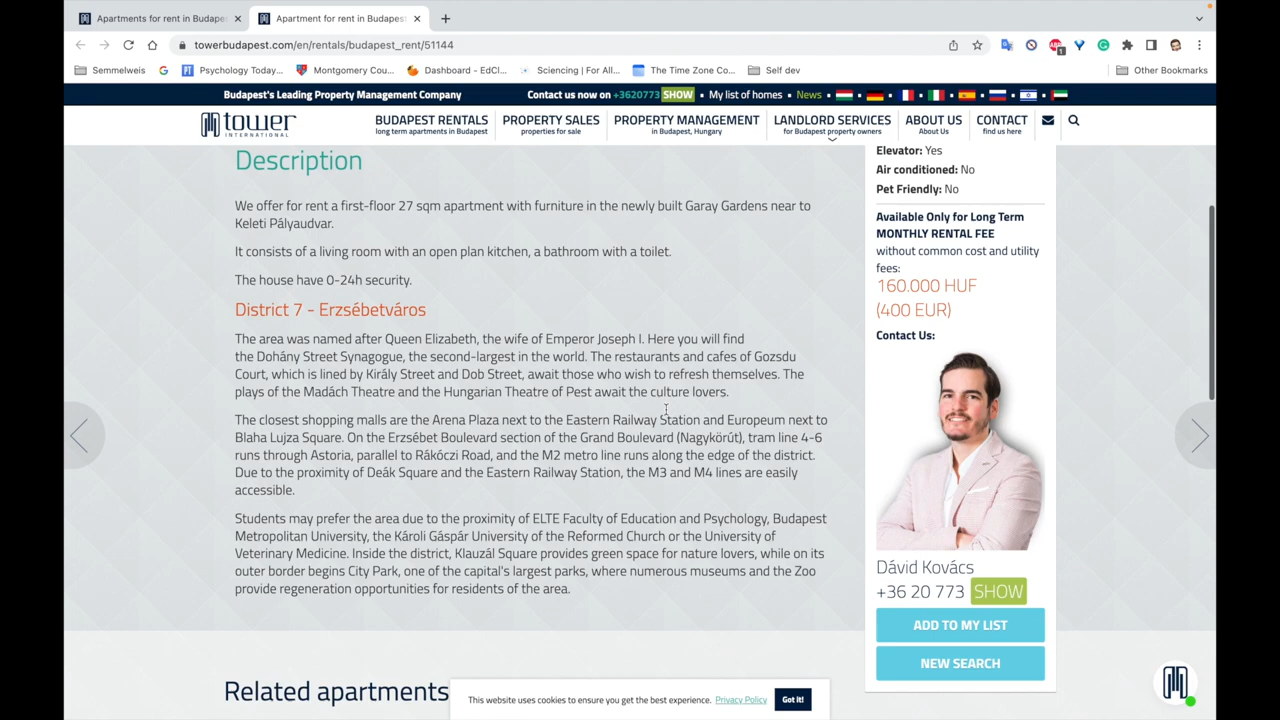 Apartments for rent in Budape
Apartment for rent in Budapest
towerbudapest.com/en/rentals/budapest_rent/51144
Semmelweis
Psychology Today...
Montgomery Cou...
Dashboard - EdCl...
Sciencing | For All...
The Time Zone Co...
Self dev
Other Bookmarks
Budapest's Leading Property Management Company
Contact us now on +3620773 SHOW
My list of homes
News
tower
INTERNATIONAL
BUDAPEST RENTALS
long term apartments in Budapest
PROPERTY SALES
properties for sale
PROPERTY MANAGEMENT
in Budapest, Hungary
LANDLORD SERVICES
for Budapest property owners
ABOUT US
About Us
CONTACT
find us here
Description
We offer for rent a first-floor 27 sqm apartment with furniture in the newly built Garay Gardens near to
Keleti Pályaudvar.
It consists of a living room with an open plan kitchen, a bathroom with a toilet.
The house have 0-24h security.
District 7 - Erzsébetváros
The area was named after Queen Elizabeth, the wife of Emperor Joseph I. Here you will find
the Dohány Street Synagogue, the second-largest in the world. The restaurants and cafes of Gozsdu
Court, which is lined by Király Street and Dob Street, await those who wish to refresh themselves. The
plays of the Madách Theatre and the Hungarian Theatre of Pest await the culture lovers.
The closest shopping malls are the Arena Plaza next to the Eastern Railway Station and Europeum next to
Blaha Lujza Square. On the Erzsébet Boulevard section of the Grand Boulevard (Nagykörút), tram line 4-6
runs through Astoria, parallel to Rákóczi Road, and the M2 metro line runs along the edge of the district.
Due to the proximity of Deák Square and the Eastern Railway Station, the M3 and M4 lines are easily
accessible.
Students may prefer the area due to the proximity of ELTE Faculty of Education and Psychology, Budapest
Metropolitan University, the Károli Gáspár University of the Reformed Church or the University of
Veterinary Medicine. Inside the district, Klauzál Square provides green space for nature lovers, while on its
outer border begins City Park, one of the capital's largest parks, where numerous museums and the Zoo
provide regeneration opportunities for residents of the area.
Elevator: Yes
Air conditioned: No
Pet Friendly: No
Available Only for Long Term
MONTHLY RENTAL FEE
without common cost and utility
fees:
160.000 HUF
(400 EUR)
Contact Us:
Dávid Kovács
+36 20 773 SHOW
ADD TO MY LIST
NEW SEARCH
Related apartments
This website uses cookies to ensure you get the best experience. Privacy Policy
Got it!